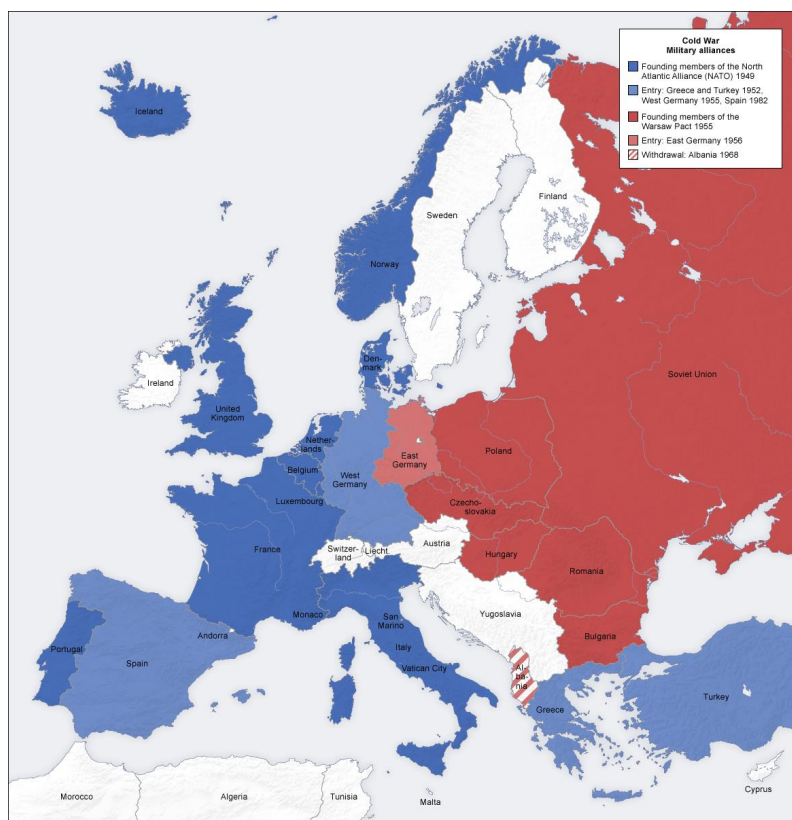 Cold War
Military alliances
Founding members of the North
Atlantic Alliance (NATO) 1949
Entry: Greece and Turkey 1952,
West Germany 1955, Spain 1982
Founding members of the
Warsaw Pact 1955
Entry: East Germany 1956
Withdrawal: Albania 1968
Iceland
Finland
Sweden
Norway
Den-
mark
Soviet Union
Ireland
United
Kingdom
Nether-
lands
Poland
East
Germany
Belgium
West
Germany
Luxembourg
Czecho-
slovakia
Austria
Switzer-
land
Liecht.
France
Hungary
Romania
Yugoslavia
Monaco
San
Marino
Andorra
Bulgaria
Portugal
Italy
Spain
Vatican City
Al-
ba-
nia
Turkey
Greece
Cyprus
Morocco
Algeria
Tunisia
Malta